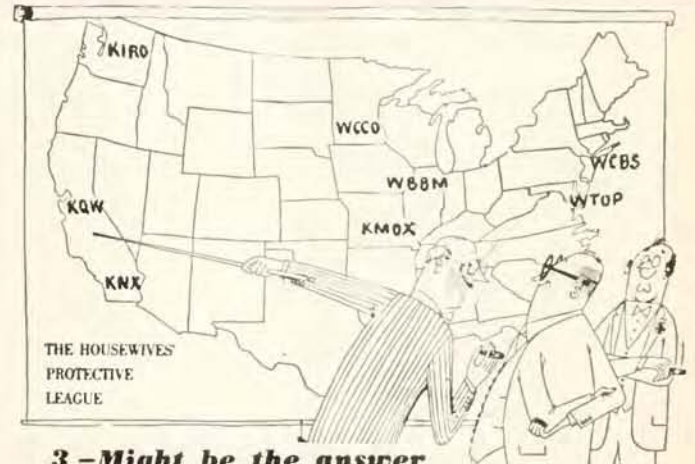 KIRO
WCCO
WCBS
WBBM
WTOP
KQW
KMOX
KNX
THE HOUSEWIVES'
PROTECTIVE
LEAGUE
3 – Might be the answer